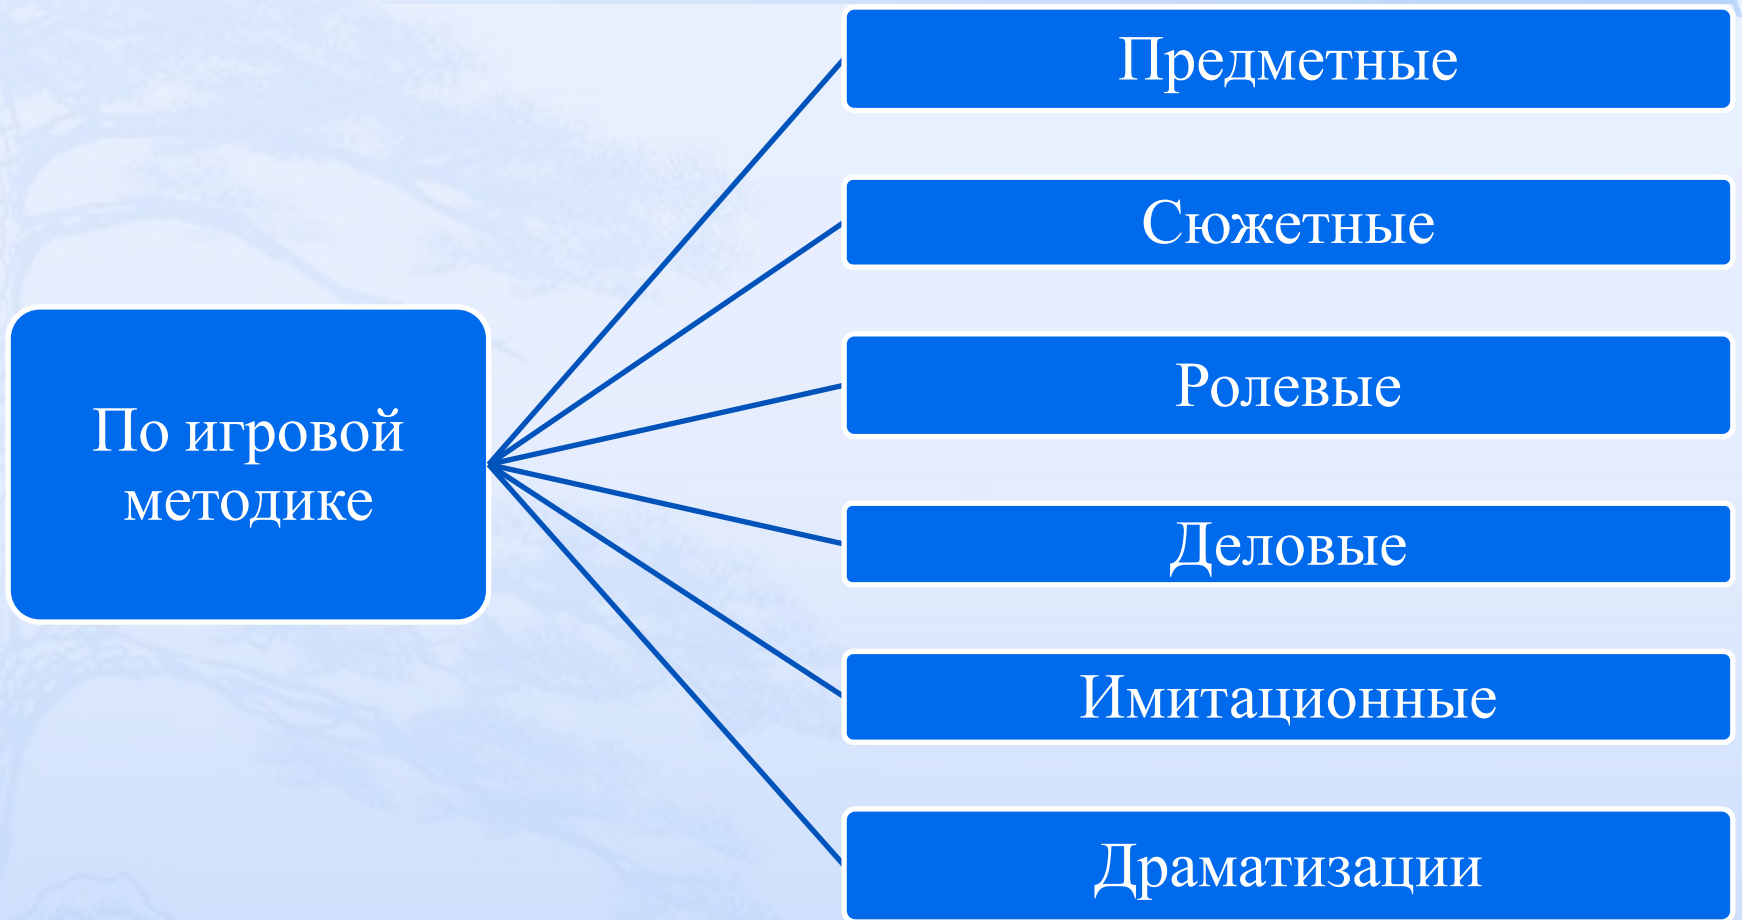 По игровой
методике
Предметные
Сюжетные
Ролевые
Деловые
Имитационные
Драматизации